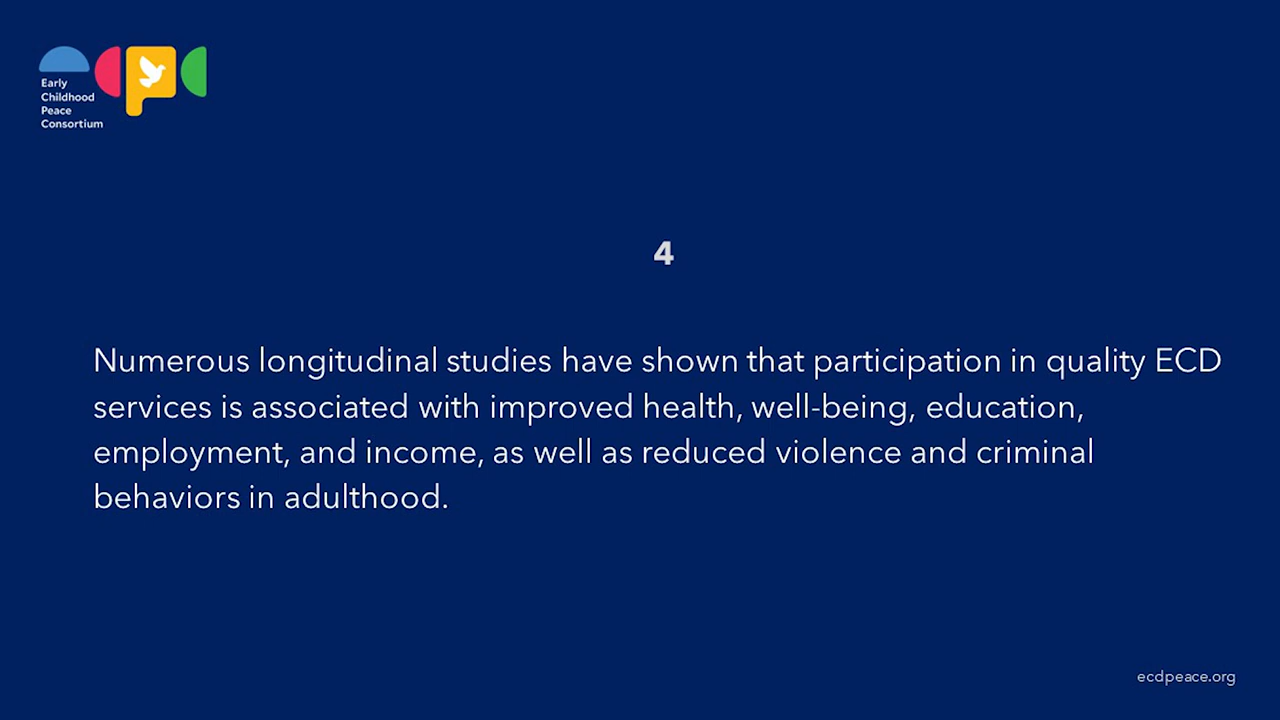 Early
Childhood
Peace
Consortium
4
Numerous longitudinal studies have shown that participation in quality ECD
services is associated with improved health, well-being, education,
employment, and income, as well as reduced violence and criminal
behaviors in adulthood.
ecdpeace.org